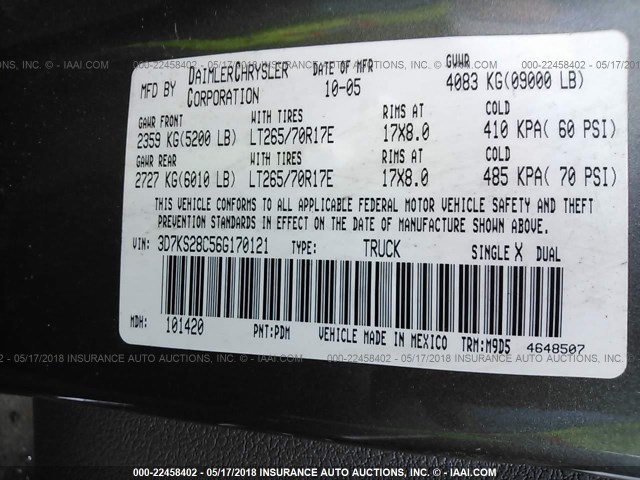 000-22458402 - 05/17/2018 INSURANCE AUTO AUCTIONS, INC. - © IAAI
MFD BY DAIMLERCHRYSLER CORPORATION DATE OF MFR 10-05 GVWR 4083 KG(09000 LB)
GAWR FRONT WITH TIRES RIMS AT COLD
2359 KG(5200 LB) LT265/70R17E 17X8.0 410 KPA( 60 PSI)
GAWR REAR WITH TIRES RIMS AT COLD
2727 KG(6010 LB) LT265/70R17E 17X8.0 485 KPA( 70 PSI)
THIS VEHICLE CONFORMS TO ALL APPLICABLE FEDERAL MOTOR VEHICLE SAFETY AND THEFT
PREVENTION STANDARDS IN EFFECT ON THE DATE OF MANUFACTURE SHOWN ABOVE.
VIN: 3D7KS28C56G170121 TYPE: TRUCK SINGLE X DUAL
MDH: 101420 PNT:PDM VEHICLE MADE IN MEXICO TRM:M9D5 4648507
000-22458402 - 05/17/2018 INSURANCE AUTO AUCTIONS, INC. - © IAAI
000-22458402 - 05/17/2018 INSURANCE AUTO AUCTIONS, INC. - © IAAI